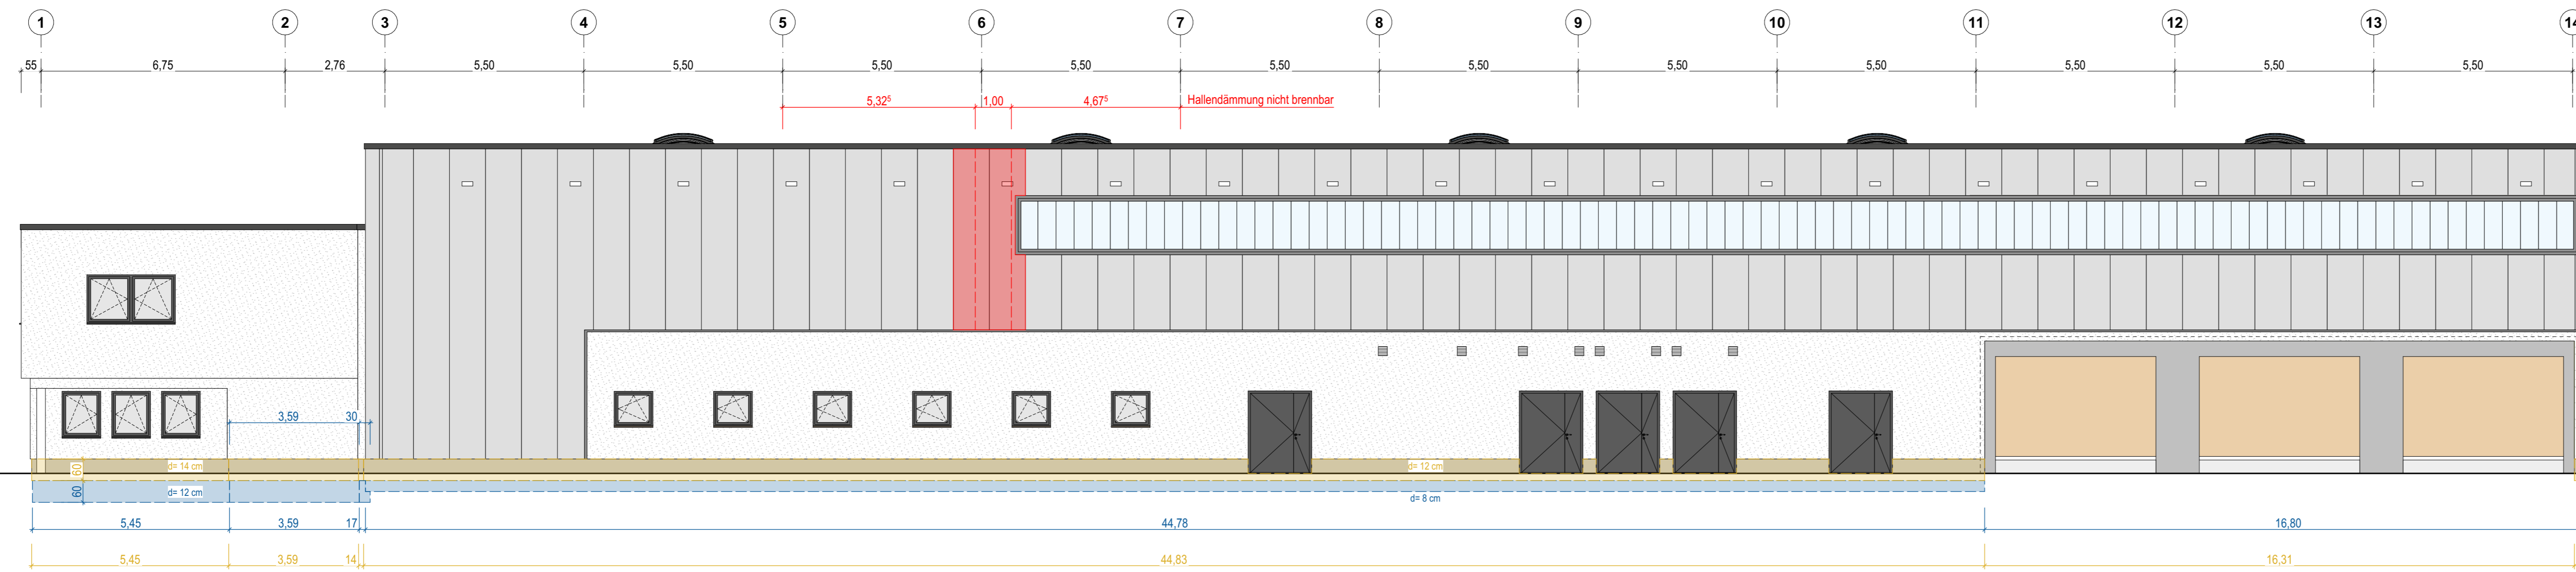 1 2 3 4 5 6 7 8 9 10 11 12 13 14
55 6,75 2,76 5,50 5,50 5,50 5,50 5,50 5,50 5,50 5,50 5,50 5,50 5,50
5,32⁵ 1,00 4,67⁵ Hallendämmung nicht brennbar
3,59 30
60 d= 14 cm d= 12 cm
60 d= 12 cm
d= 8 cm
5,45 3,59 17 44,78 16,80
5,45 3,59 14 44,83 16,31